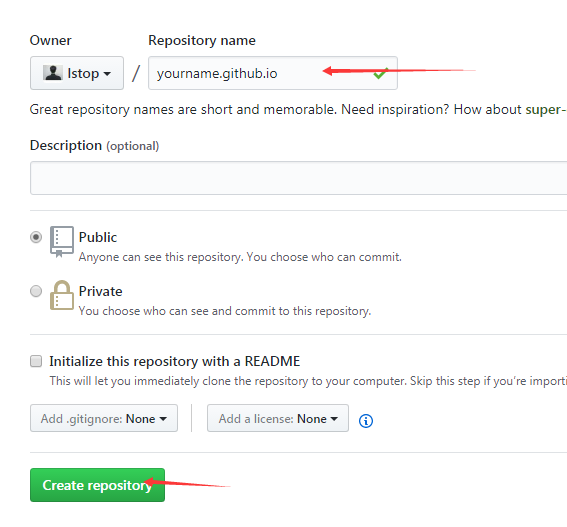 Owner Repository name
Istop / yourname.github.io
Great repository names are short and memorable. Need inspiration? How about super-
Description (optional)
Public
Anyone can see this repository. You choose who can commit.
Private
You choose who can see and commit to this repository.
Initialize this repository with a README
This will let you immediately clone the repository to your computer. Skip this step if you're importi
Add .gitignore: None Add a license: None
Create repository